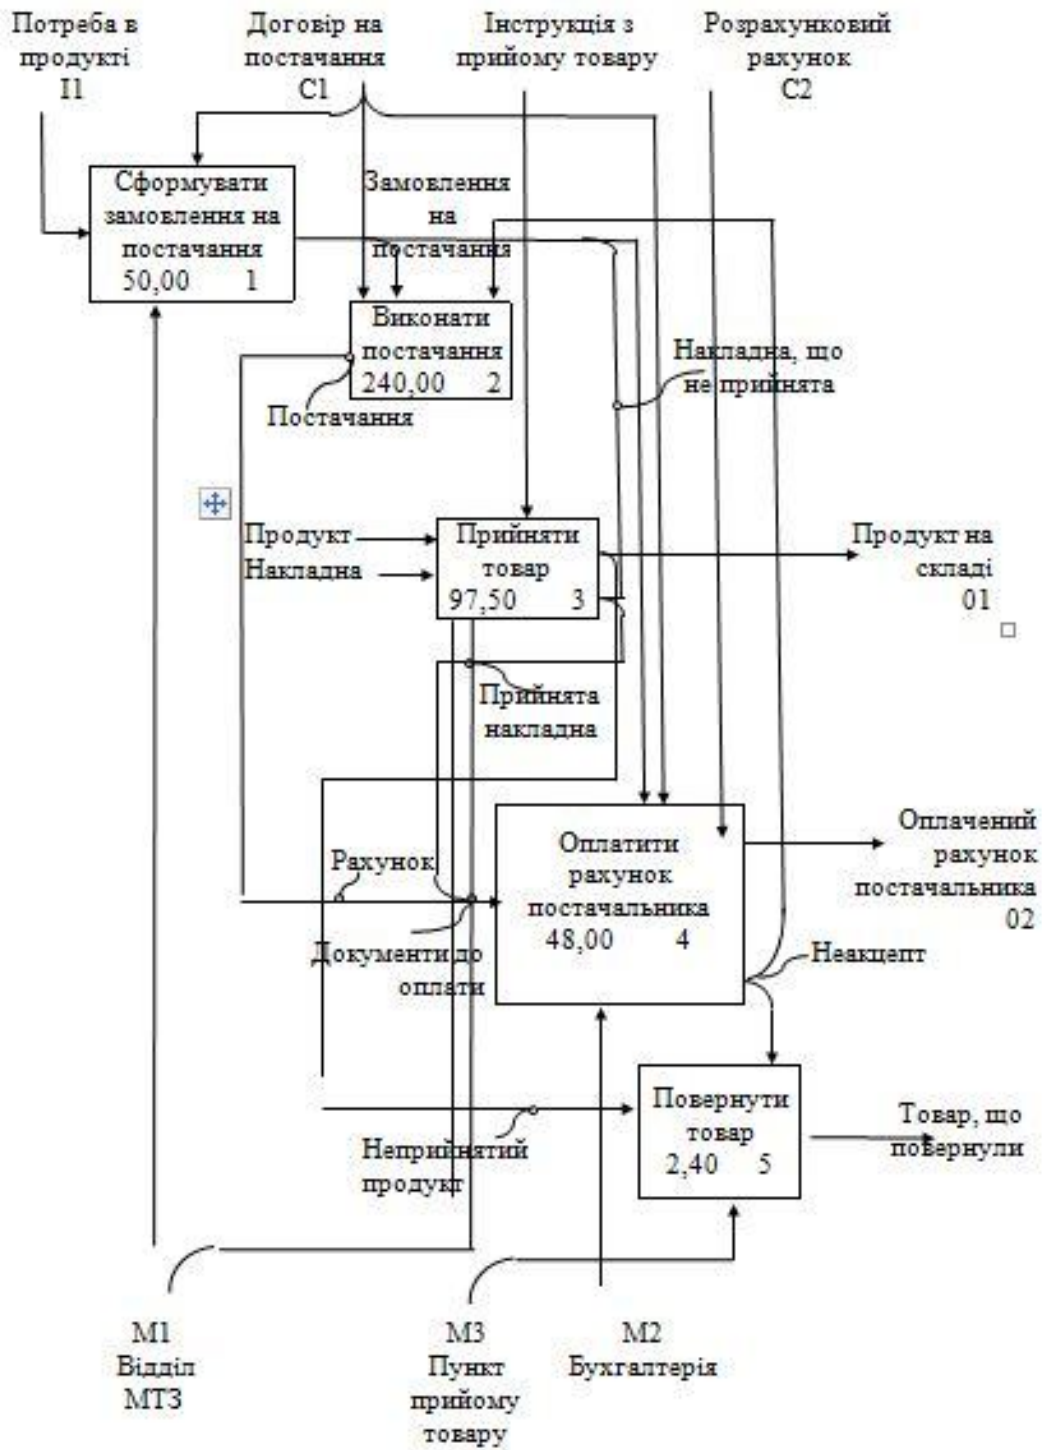 Потреба в
продукті
I1
Договір на
постачання
C1
Інструкція з
прийому товару
Розрахунковий
рахунок
C2
Сформувати
замовлення на
постачання
50,00 1
Замовлення
на
постачання
Виконати
постачання
240,00 2
Постачання
Накладна, що
не прийнята
Продукт
Накладна
Прийняти
товар
97,50 3
Продукт на
складі
01
Прийнята
накладна
Рахунок
Оплатити
рахунок
постачальника
48,00 4
Оплачений
рахунок
постачальника
02
Документи до
оплати
Неакцепт
Повернути
товар
2,40 5
Товар, що
повернули
Неприйнятий
продукт
M1
Відділ
МТЗ
M3
Пункт
прийому
товару
M2
Бухгалтерія